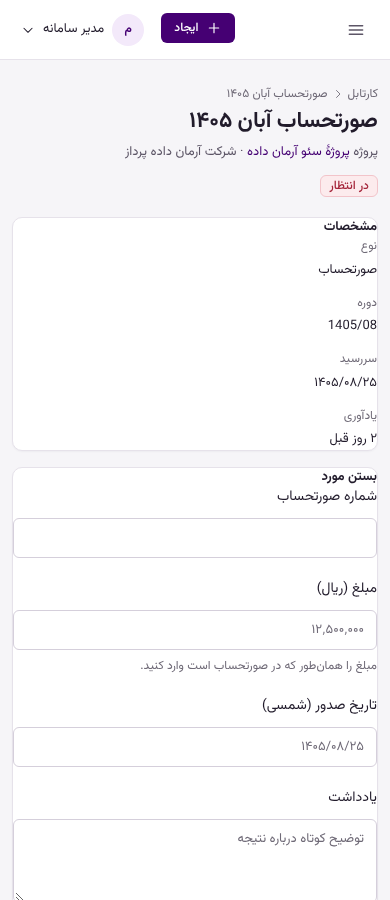 ایجاد
م
مدیر سامانه
کارتابل
صورتحساب آبان ۱۴۰۵
صورتحساب آبان ۱۴۰۵
پروژه پروژهٔ سئو آرمان داده · شرکت آرمان داده پرداز
در انتظار
مشخصات
نوع
صورتحساب
دوره
1405/08
سررسید
۱۴۰۵/۰۸/۲۵
یادآوری
۲ روز قبل
بستن مورد
شماره صورتحساب
مبلغ (ریال)
۱۲,۵۰۰,۰۰۰
مبلغ را همان‌طور که در صورتحساب است وارد کنید.
تاریخ صدور (شمسی)
۱۴۰۵/۰۸/۲۵
یادداشت
توضیح کوتاه درباره نتیجه